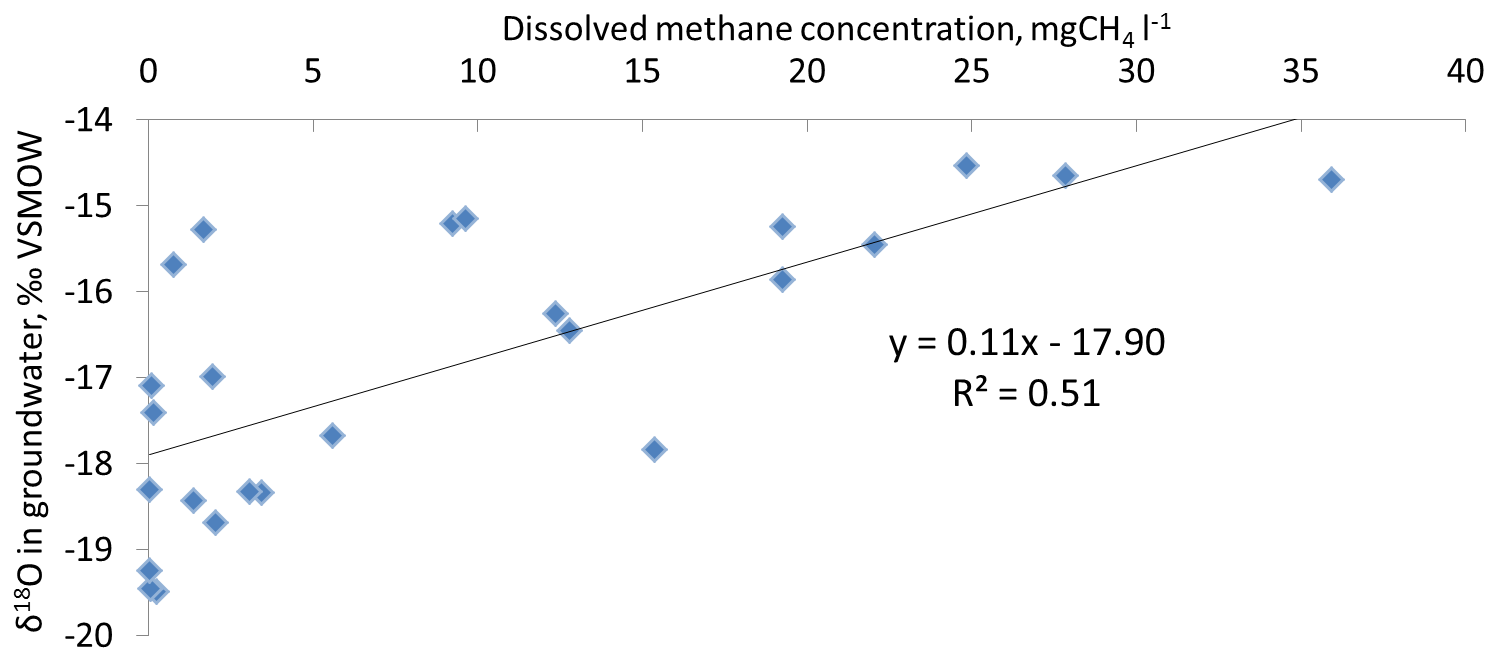 Dissolved methane concentration, mgCH₄ l⁻¹
0 5 10 15 20 25 30 35 40
δ¹⁸O in groundwater, ‰ VSMOW
-14
-15
-16
-17
-18
-19
-20
y = 0.11x - 17.90
R² = 0.51